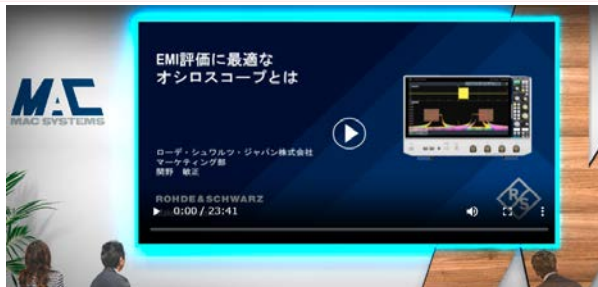 MAC
MAC SYSTEMS
EMI評価に最適な
オシロスコープとは
ローデ・シュワルツ・ジャパン株式会社
マーケティング部
関野 敏正
ROHDE&SCHWARZ
0:00 / 23:41
R&S